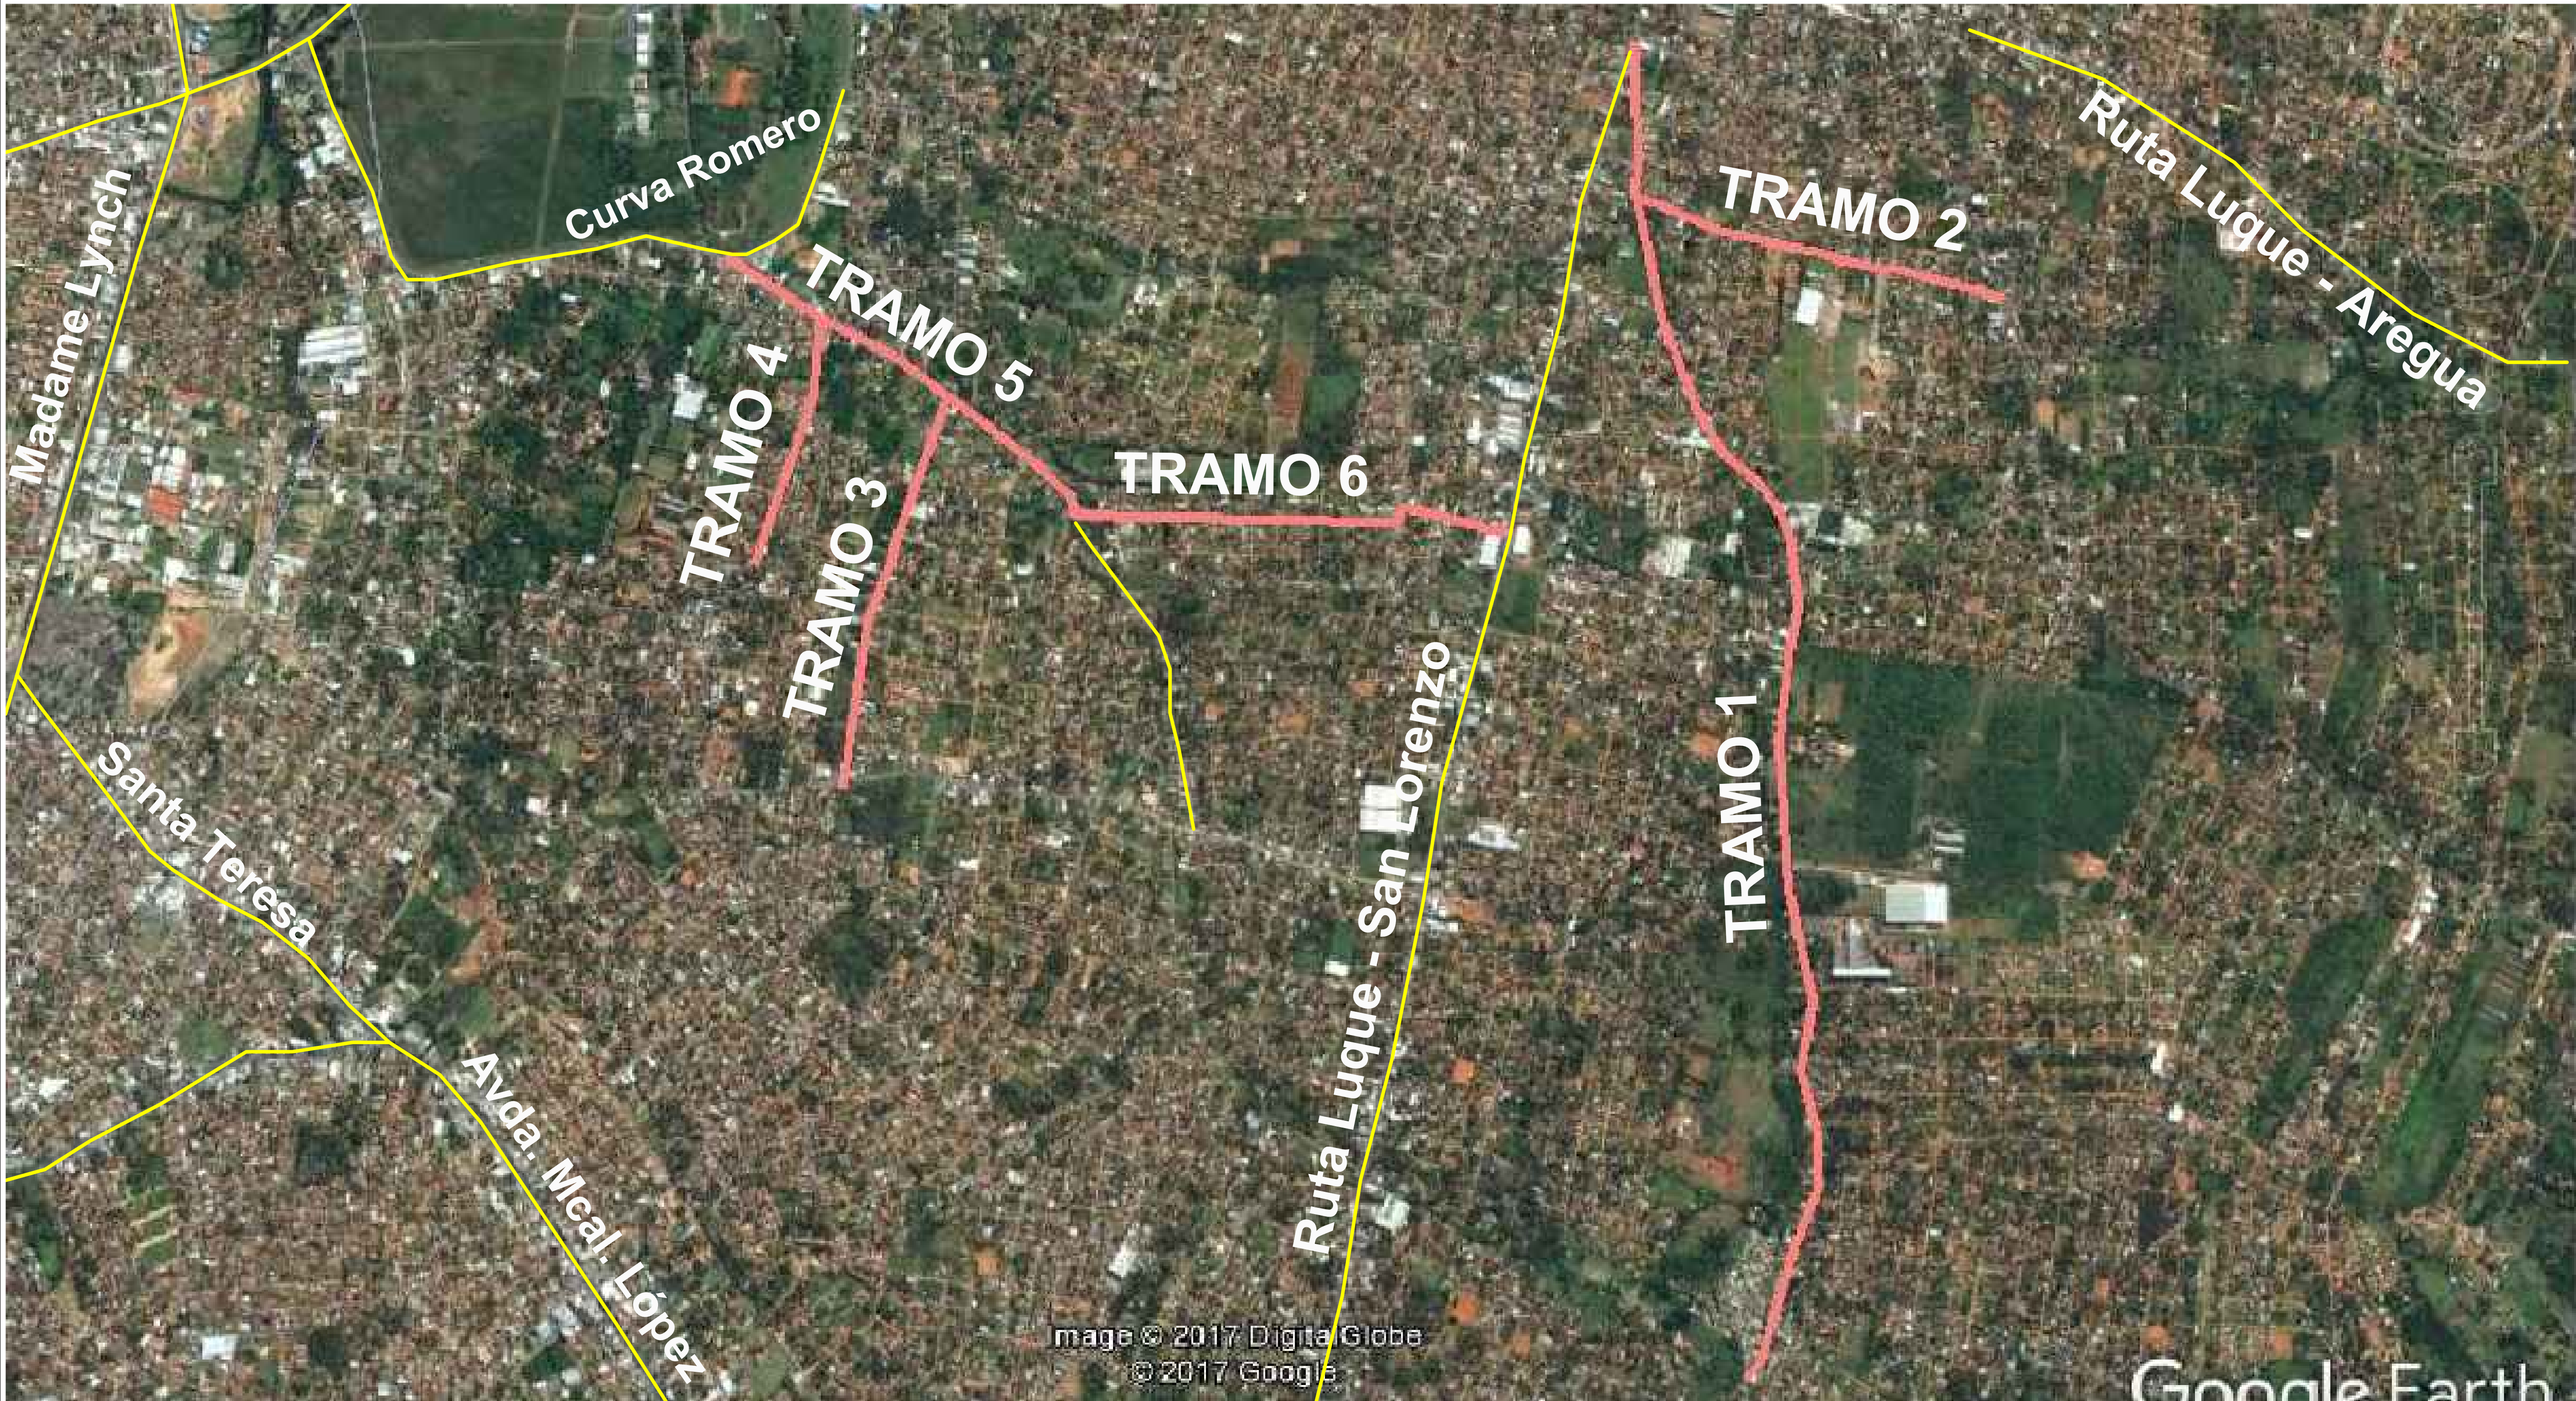 Madame Lynch
Curva Romero
Ruta Luque - Aregua
TRAMO 2
TRAMO 5
TRAMO 4
TRAMO 3
TRAMO 6
TRAMO 1
Santa Teresa
Ruta Luque - San Lorenzo
Avda. Mcal. López
Image © 2017 DigitalGlobe
© 2017 Google
Google Earth